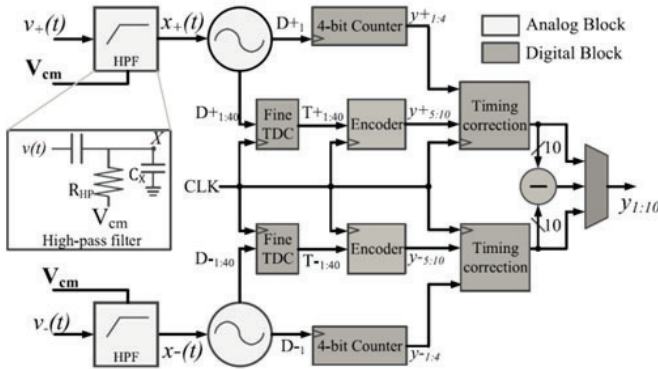 v+(t)
HPF
x+(t)
D+1
4-bit Counter
y+1:4
Analog Block
Digital Block
Vcm
D+1:40
Fine TDC
T+1:40
Encoder
y+5:10
Timing correction
10
v(t)
X
RHP
CX
Vcm
High-pass filter
CLK
−
y1:10
D-1:40
Fine TDC
T-1:40
Encoder
y-5:10
Timing correction
10
Vcm
v-(t)
HPF
x-(t)
D-1
4-bit Counter
y-1:4